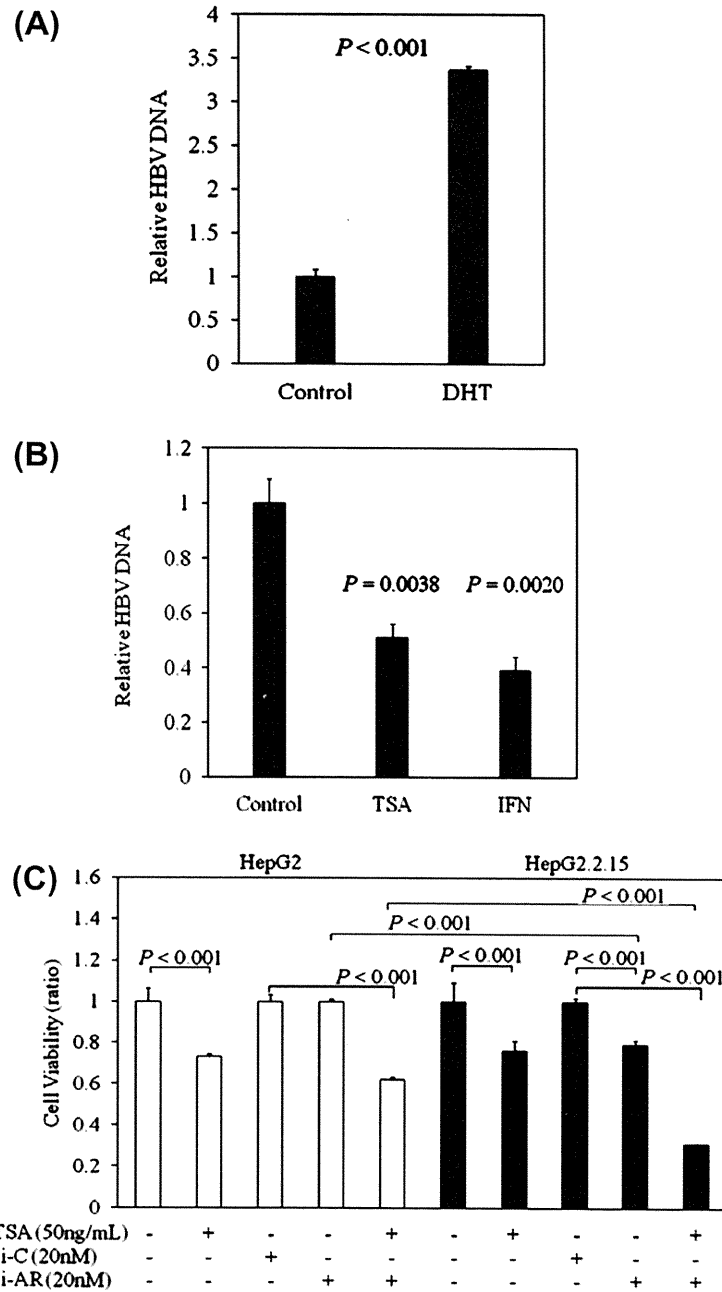 (A)
4
P < 0.001
3.5
3
2.5
2
1.5
1
0.5
0
Relative HBV DNA
Control DHT
(B)
1.2
1
0.8
0.6
0.4
0.2
0
P = 0.0038 P = 0.0020
Relative HBV DNA
Control TSA IFN
(C)
HepG2 HepG2.2.15
1.6
1.4
1.2
1
0.8
0.6
0.4
0.2
0
Cell Viability (ratio)
P < 0.001
P < 0.001
P < 0.001 P < 0.001 P < 0.001
P < 0.001 P < 0.001
TSA (50ng/mL) - + - - + - + - - +
i-C (20nM) - - + - - - - + - -
i-AR (20nM) - - - + + - - - + +